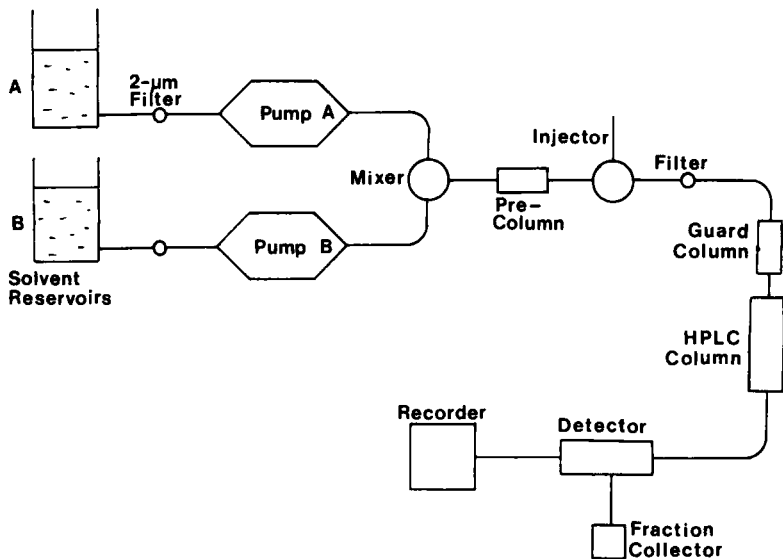 A
2-μm
Filter
Pump A
Injector
Filter
Mixer
Pre-
Column
B
Pump B
Guard
Column
Solvent
Reservoirs
HPLC
Column
Recorder
Detector
Fraction
Collector